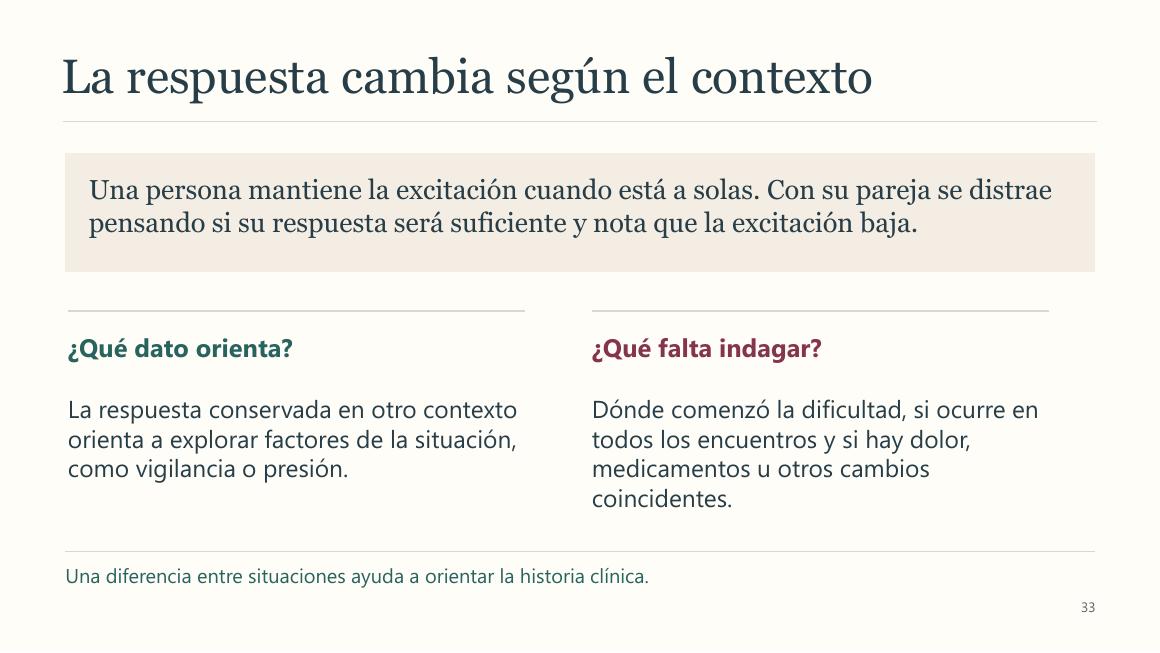 La respuesta cambia según el contexto
Una persona mantiene la excitación cuando está a solas. Con su pareja se distrae
pensando si su respuesta será suficiente y nota que la excitación baja.
¿Qué dato orienta?
La respuesta conservada en otro contexto
orienta a explorar factores de la situación,
como vigilancia o presión.
¿Qué falta indagar?
Dónde comenzó la dificultad, si ocurre en
todos los encuentros y si hay dolor,
medicamentos u otros cambios
coincidentes.
Una diferencia entre situaciones ayuda a orientar la historia clínica.
33